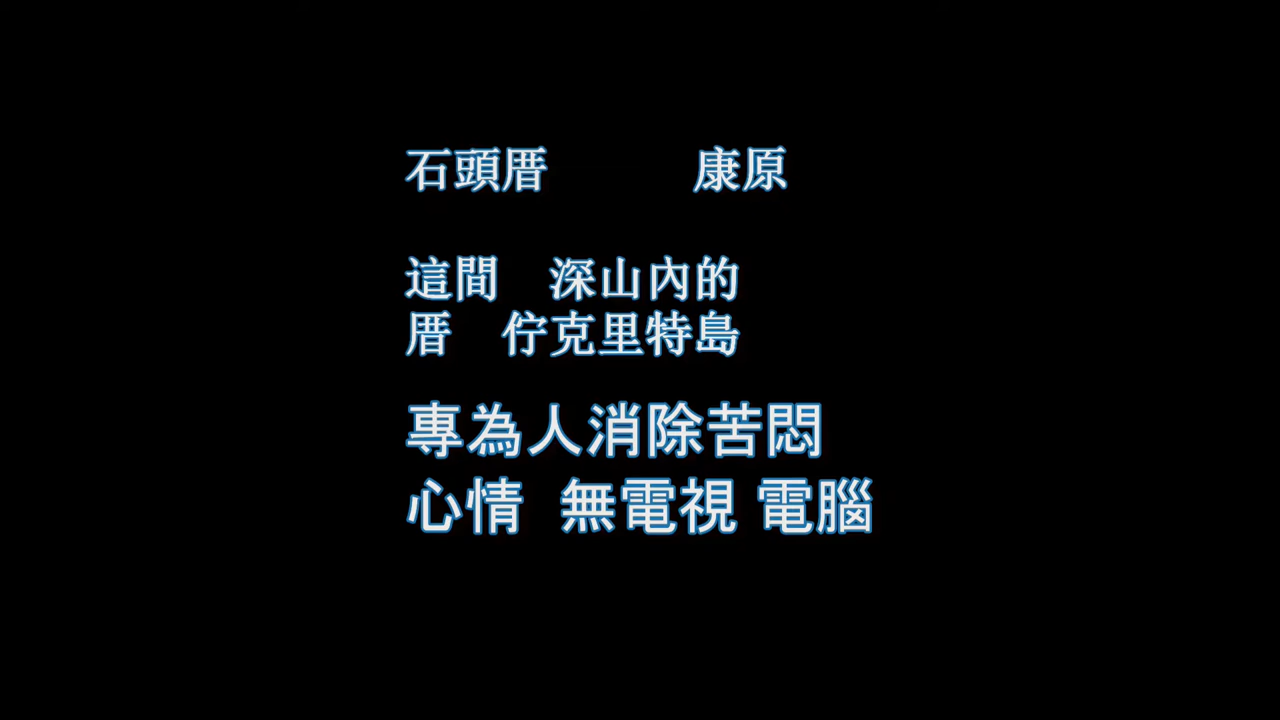 石頭厝　　　康原
這間　深山內的
厝　佇克里特島
專為人消除苦悶
心情 無電視 電腦